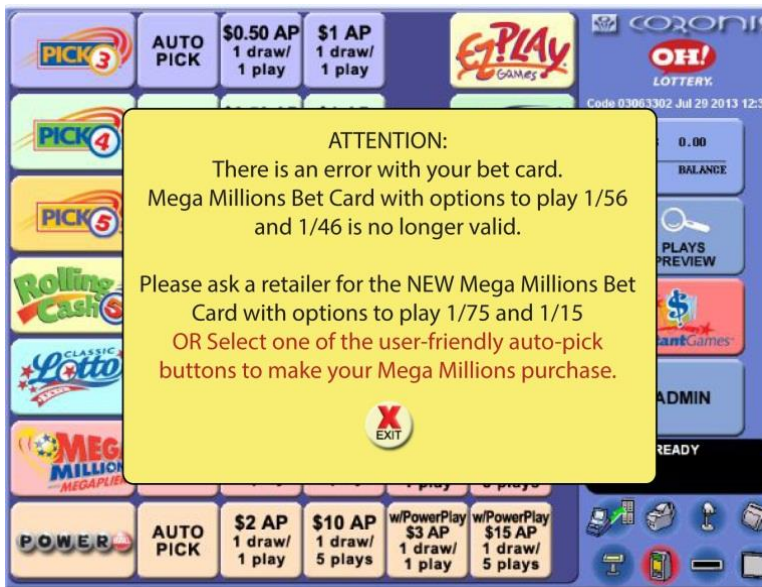 PICK 3
AUTO PICK
$0.50 AP 1 draw/ 1 play
$1 AP 1 draw/ 1 play
EZPLAY Games
CORONIS
OH! LOTTERY.
Code 03063302 Jul 29 2013 12:3
PICK 4
PICK 5
Rolling Cash 5
CLASSIC Lotto
MEGA MILLION
MEGAPLIE
ATTENTION:
There is an error with your bet card.
Mega Millions Bet Card with options to play 1/56
and 1/46 is no longer valid.
Please ask a retailer for the NEW Mega Millions Bet
Card with options to play 1/75 and 1/15
OR Select one of the user-friendly auto-pick
buttons to make your Mega Millions purchase.
X
EXIT
0.00
BALANCE
PLAYS
PREVIEW
$
antGames
ADMIN
READY
POWER
AUTO PICK
$2 AP 1 draw/ 1 play
$10 AP 1 draw/ 5 plays
w/PowerPlay $3 AP 1 draw/ 1 play
w/PowerPlay $15 AP 1 draw/ 5 plays